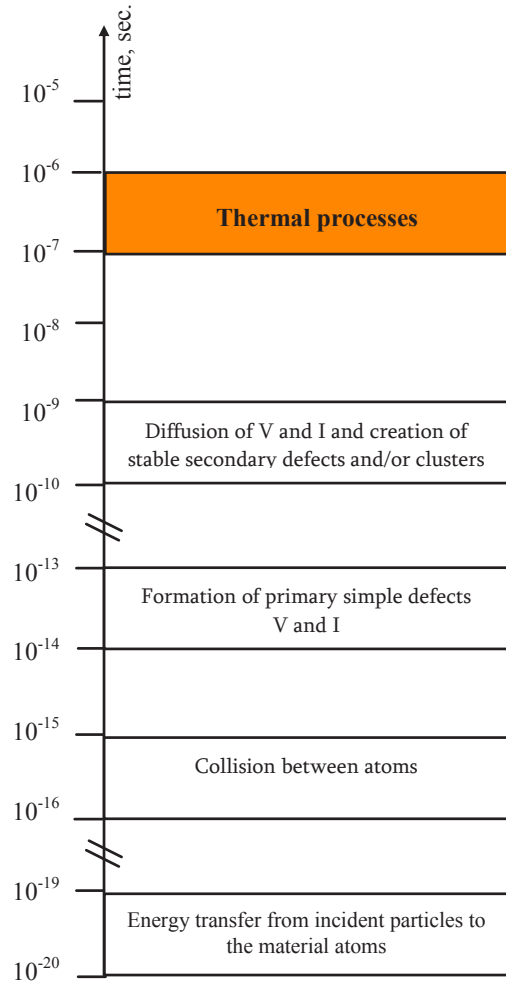 time, sec.
10⁻⁵
10⁻⁶
Thermal processes
10⁻⁷
10⁻⁸
10⁻⁹
Diffusion of V and I and creation of
stable secondary defects and/or clusters
10⁻¹⁰
10⁻¹³
Formation of primary simple defects
V and I
10⁻¹⁴
10⁻¹⁵
Collision between atoms
10⁻¹⁶
10⁻¹⁹
Energy transfer from incident particles to
the material atoms
10⁻²⁰